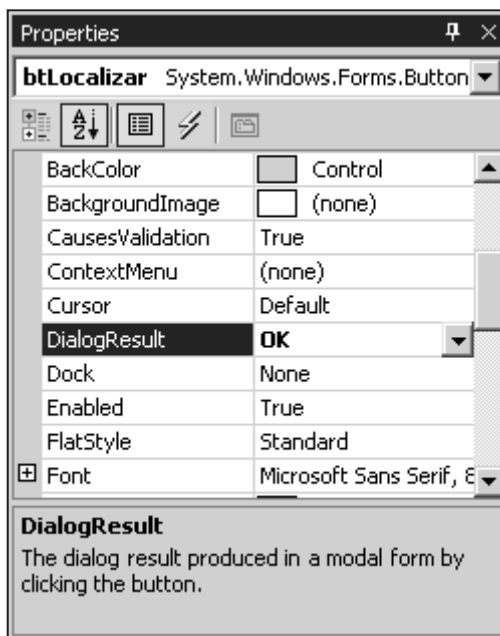 Properties
btLocalizar System.Windows.Forms.Button
BackColor Control
BackgroundImage (none)
CausesValidation True
ContextMenu (none)
Cursor Default
DialogResult OK
Dock None
Enabled True
FlatStyle Standard
Font Microsoft Sans Serif,
DialogResult
The dialog result produced in a modal form by
clicking the button.